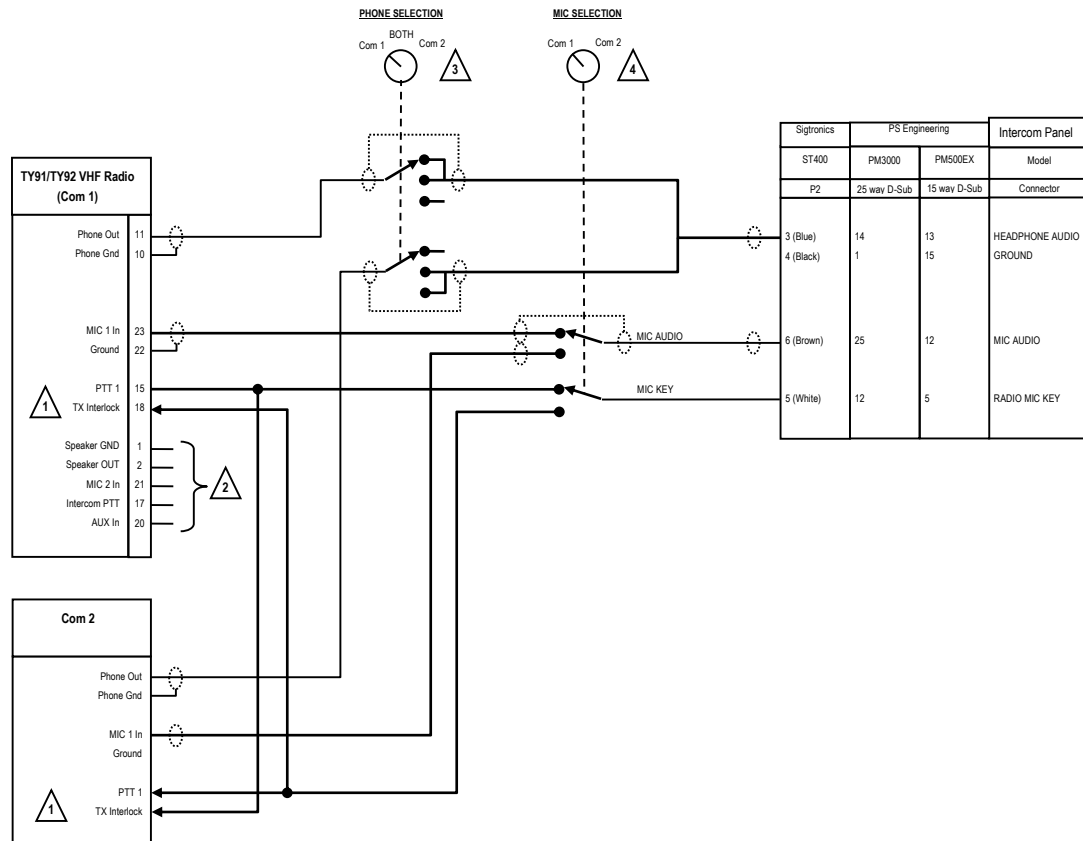 PHONE SELECTION
MIC SELECTION
Com 1 BOTH Com 2
3
Com 1 Com 2
4
Sigtronics PS Engineering Intercom Panel
ST400 PM3000 PM500EX Model
P2 25 way D-Sub 15 way D-Sub Connector
3 (Blue) 14 13 HEADPHONE AUDIO
4 (Black) 1 15 GROUND
6 (Brown) 25 12 MIC AUDIO
5 (White) 12 5 RADIO MIC KEY
TY91/TY92 VHF Radio
(Com 1)
Phone Out 11
Phone Gnd 10
MIC 1 In 23
Ground 22
PTT 1 15
1
TX Interlock 18
Speaker GND 1
Speaker OUT 2
MIC 2 In 21
Intercom PTT 17
AUX In 20
2
MIC AUDIO
MIC KEY
Com 2
Phone Out
Phone Gnd
MIC 1 In
Ground
PTT 1
1
TX Interlock